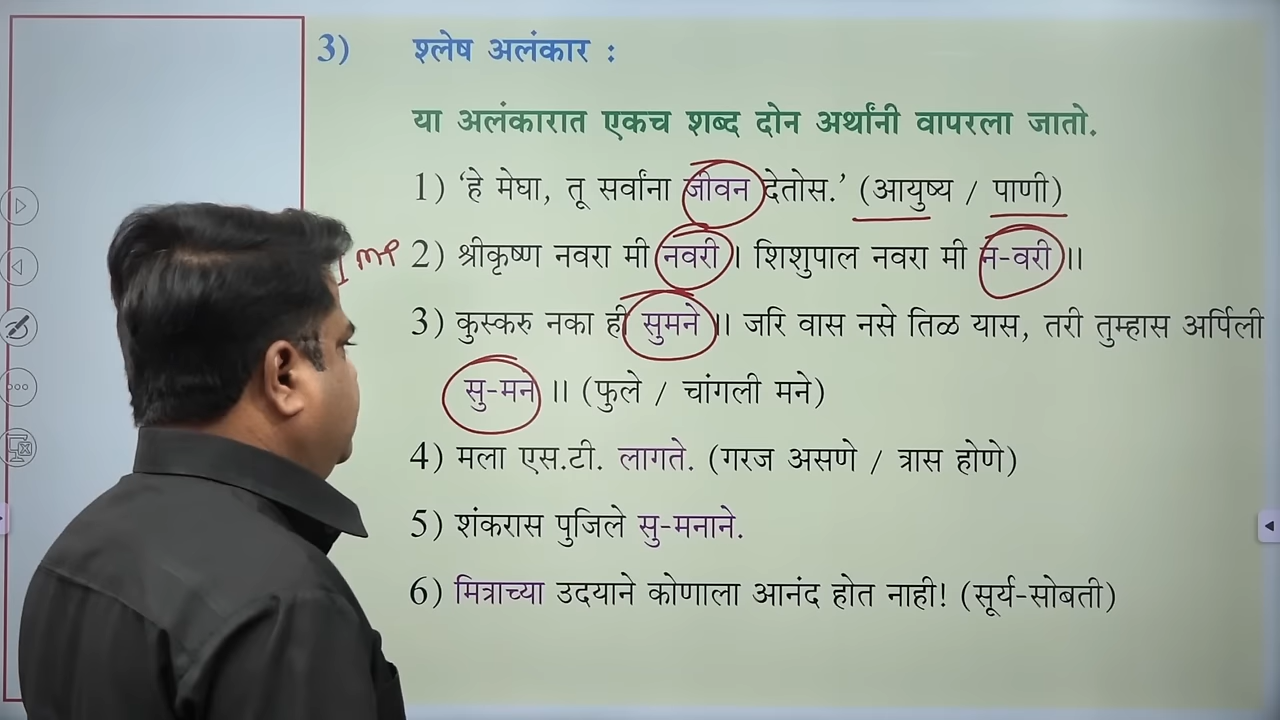 3) श्लेष अलंकार :
या अलंकारात एकच शब्द दोन अर्थांनी वापरला जातो.
1) ‘हे मेघा, तू सर्वांना जीवन देतोस.’ (आयुष्य / पाणी)
Imp 2) श्रीकृष्ण नवरा मी नवरी । शिशुपाल नवरा मी न-वरी ॥
3) कुस्करु नका ही सुमने ॥ जरि वास नसे तिळ यास, तरी तुम्हास अर्पिली
सु-मने ॥ (फुले / चांगली मने)
4) मला एस.टी. लागते. (गरज असणे / त्रास होणे)
5) शंकरास पुजिले सु-मनाने.
6) मित्राच्या उदयाने कोणाला आनंद होत नाही! (सूर्य-सोबती)